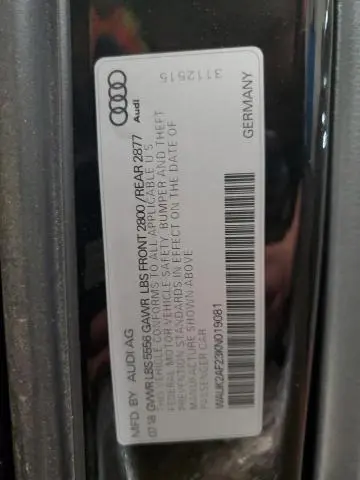 MFD BY AUDI AG
07/18 GVWR LBS 5556 GAWR LBS FRONT 2800 /REAR 2877
THIS VEHICLE CONFORMS TO ALL APPLICABLE U'S
FEDERAL MOTOR VEHICLE SAFETY, BUMPER AND THEFT
PREVENTION STANDARDS IN EFFECT ON THE DATE OF
MANUFACTURE SHOWN ABOVE
PASSENGER CAR
WAUK2AF23KN019081
GERMANY
Audi
3112515